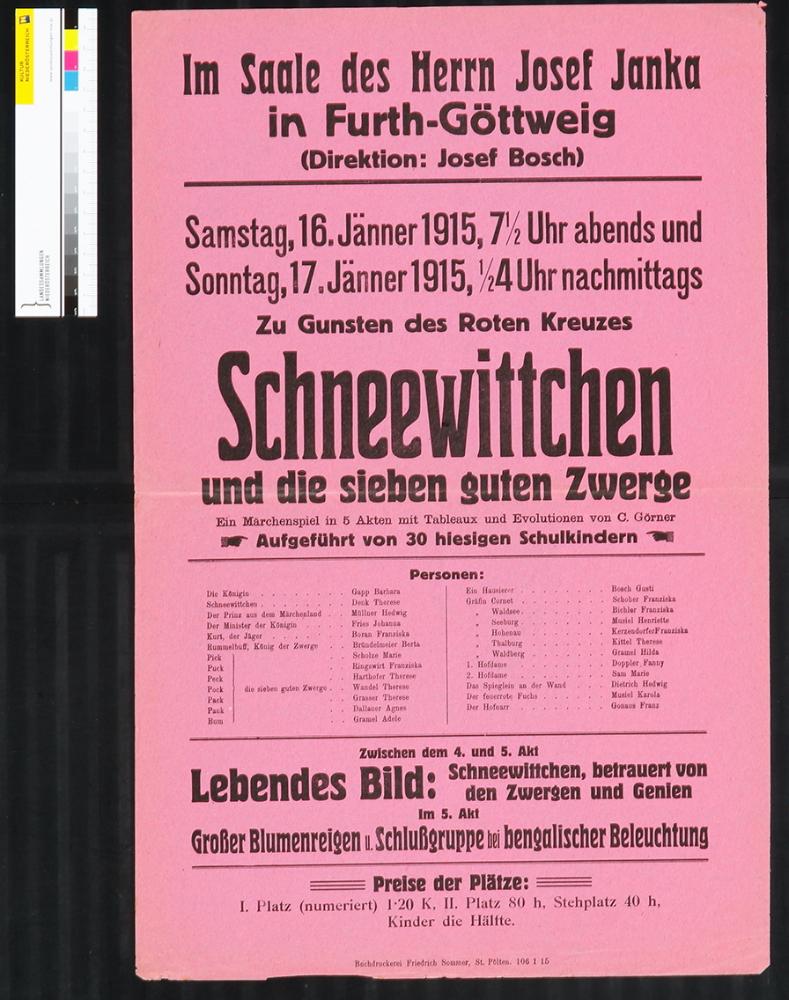 KULTUR
NIEDERÖSTERREICH
LANDESSAMMLUNGEN
NIEDERÖSTERREICH
Im Saale des Herrn Josef Janka
in Furth-Göttweig
(Direktion: Josef Bosch)
Samstag, 16. Jänner 1915, 7½ Uhr abends und
Sonntag, 17. Jänner 1915, ½4 Uhr nachmittags
Zu Gunsten des Roten Kreuzes
Schneewittchen
und die sieben guten Zwerge
Ein Märchenspiel in 5 Akten mit Tableaux und Evolutionen von C. Görner
Aufgeführt von 30 hiesigen Schulkindern
Personen:
Die Königin . . . . . . . . Gapp Barbara
Schneewittchen . . . . . . . . Denk Therese
Der Prinz aus dem Märchenland . . Müllner Hedwig
Der Minister der Königin . . . Fries Johanna
Kurt, der Jäger . . . . . . . Boran Franziska
Rummelbuff, König der Zwerge . . Bründelmeier Berta
Pick . . Scholze Marie
Puck . . Ringswirt Franziska
Peck . . Harthofer Therese
Pock die sieben guten Zwerge . . Wandel Therese
Pack . . Grasser Therese
Pauk . . Dallauer Agnes
Bum . . Gramel Adele
Ein Hausierer . . . . . . . . Bosch Gusti
Gräfin Cornet . . . . . . . . Schober Franziska
„ Waldsee . . . . . . . Bichler Franziska
„ Seeburg . . . . . . . Musiel Henriette
„ Hohenau . . . . . . . Kerzendorfer Franziska
„ Thalburg . . . . . . . Kittel Therese
„ Waldberg . . . . . . . Gramel Hilda
1. Hofdame . . . . . . . . Doppler Fanny
2. Hofdame . . . . . . . . Sam Marie
Das Spieglein an der Wand . . . . Dietrich Hedwig
Der feuerrote Fuchs . . . . . Musiel Karola
Der Hofnarr . . . . . . . . Gonaus Franz
Zwischen dem 4. und 5. Akt
Lebendes Bild: Schneewittchen, betrauert von
den Zwergen und Genien
Im 5. Akt
Großer Blumenreigen u. Schlußgruppe bei bengalischer Beleuchtung
Preise der Plätze:
I. Platz (numeriert) 1·20 K, II. Platz 80 h, Stehplatz 40 h,
Kinder die Hälfte.
Buchdruckerei Friedrich Sommer, St. Pölten. 106 1 15